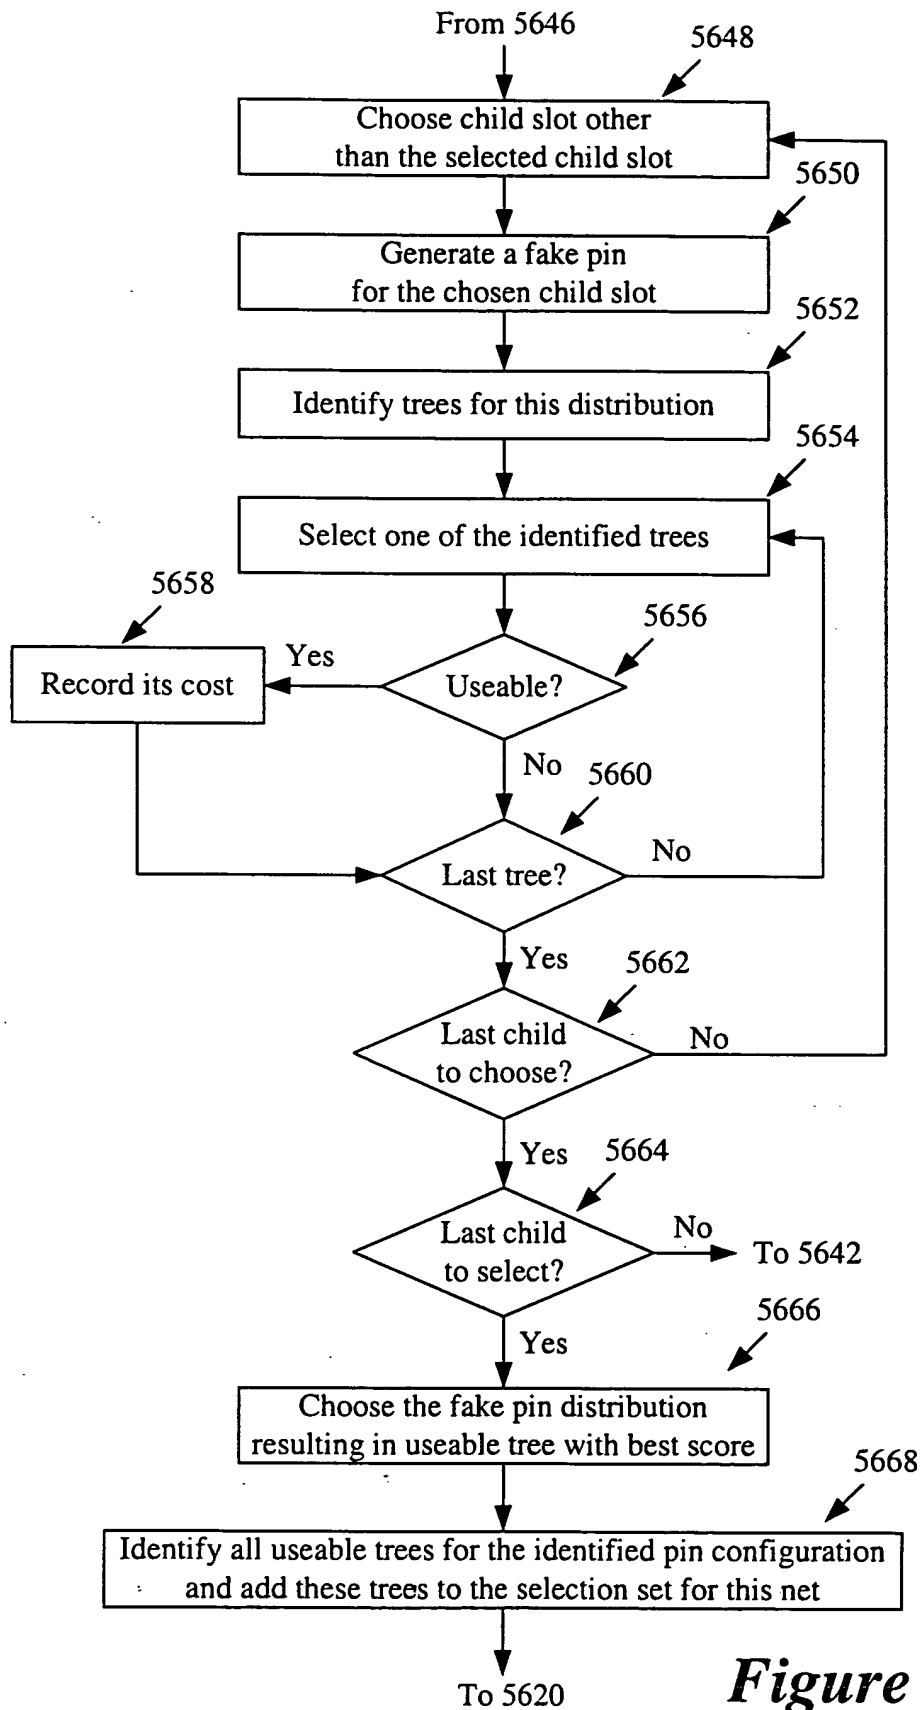 From 5646
5648
Choose child slot other
than the selected child slot
5650
Generate a fake pin
for the chosen child slot
5652
Identify trees for this distribution
5654
Select one of the identified trees
5658
5656
Record its cost
Yes
Useable?
No
5660
Last tree?
No
Yes
5662
Last child
to choose?
No
Yes
5664
Last child
to select?
No
To 5642
Yes
5666
Choose the fake pin distribution
resulting in useable tree with best score
5668
Identify all useable trees for the identified pin configuration
and add these trees to the selection set for this net
To 5620
Figure